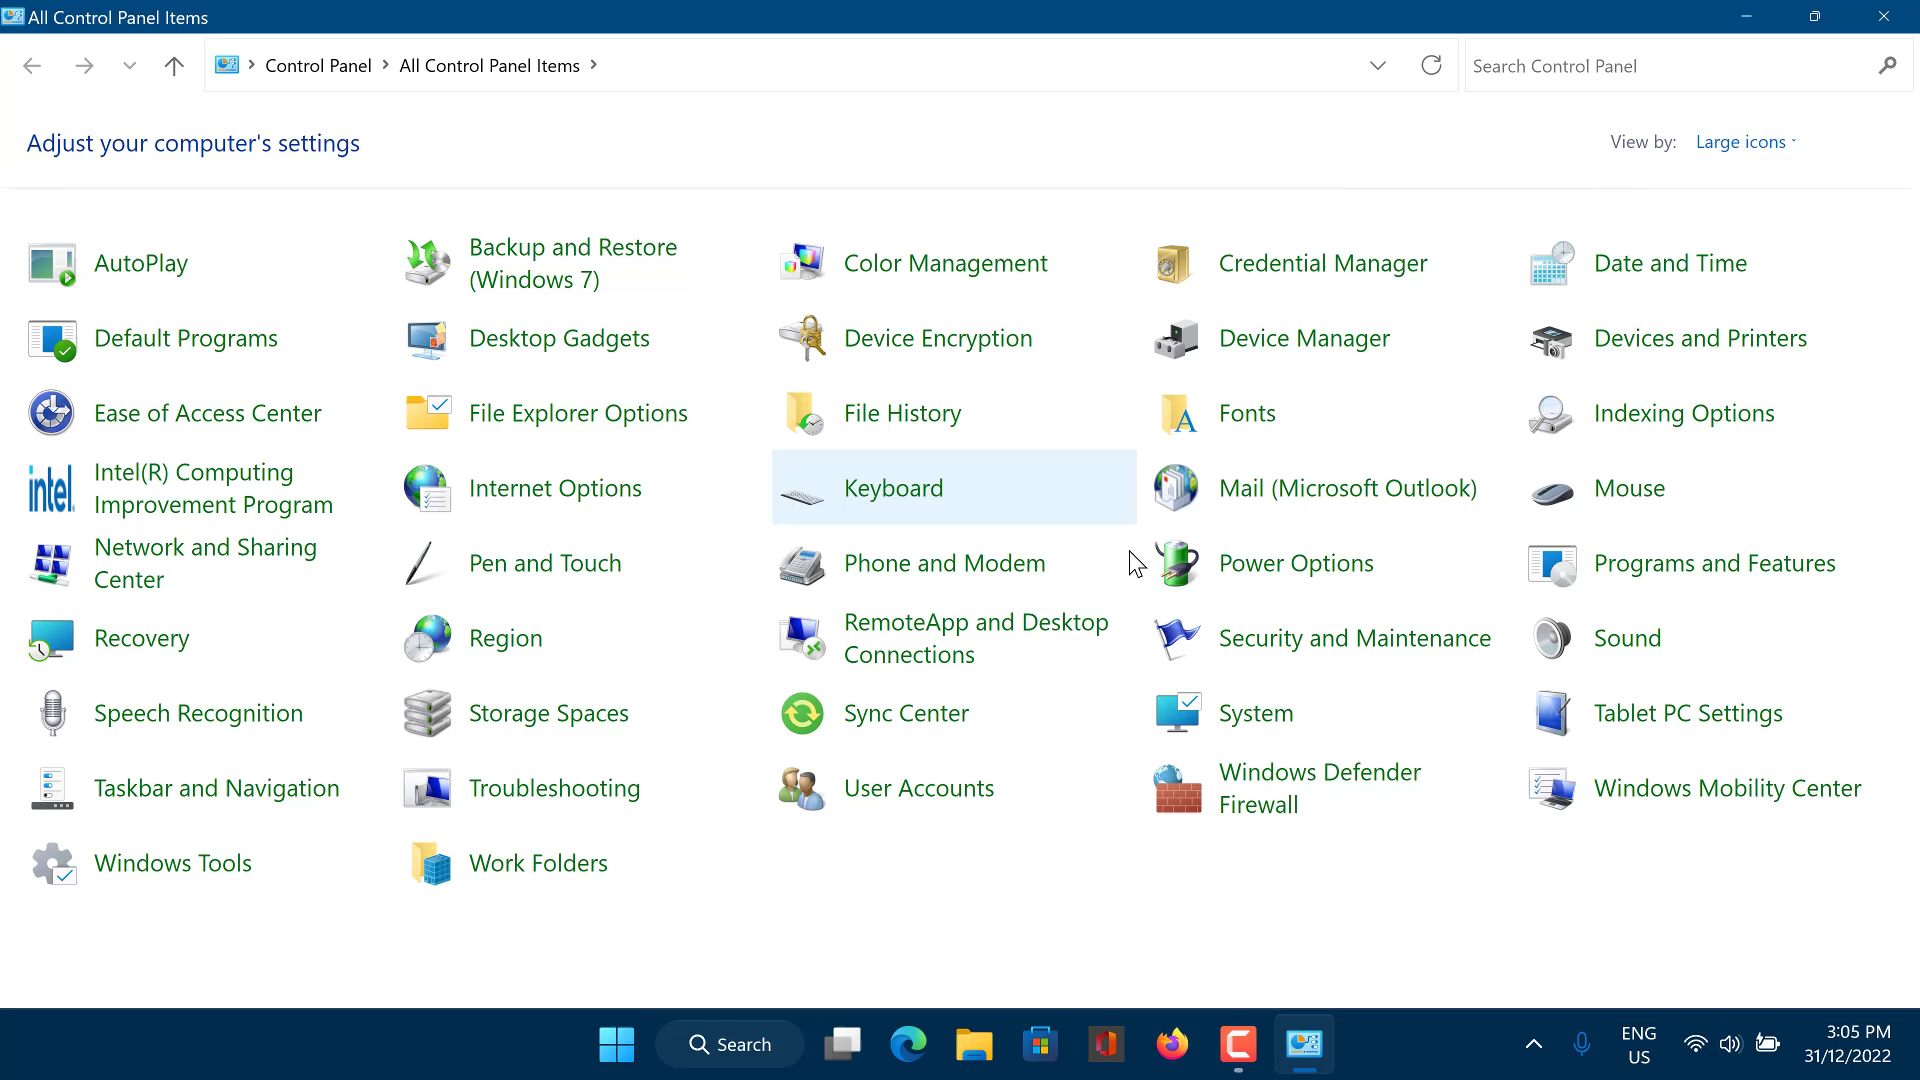 All Control Panel Items
Control Panel All Control Panel Items
Search Control Panel
Adjust your computer's settings
View by: Large icons
AutoPlay
Backup and Restore
(Windows 7)
Color Management
Credential Manager
Date and Time
Default Programs
Desktop Gadgets
Device Encryption
Device Manager
Devices and Printers
Ease of Access Center
File Explorer Options
File History
Fonts
Indexing Options
intel.
Intel(R) Computing
Improvement Program
Internet Options
Keyboard
Mail (Microsoft Outlook)
Mouse
Network and Sharing
Center
Pen and Touch
Phone and Modem
Power Options
Programs and Features
Recovery
Region
RemoteApp and Desktop
Connections
Security and Maintenance
Sound
Speech Recognition
Storage Spaces
Sync Center
System
Tablet PC Settings
Taskbar and Navigation
Troubleshooting
User Accounts
Windows Defender
Firewall
Windows Mobility Center
Windows Tools
Work Folders
Search
ENG
US
3:05 PM
31/12/2022